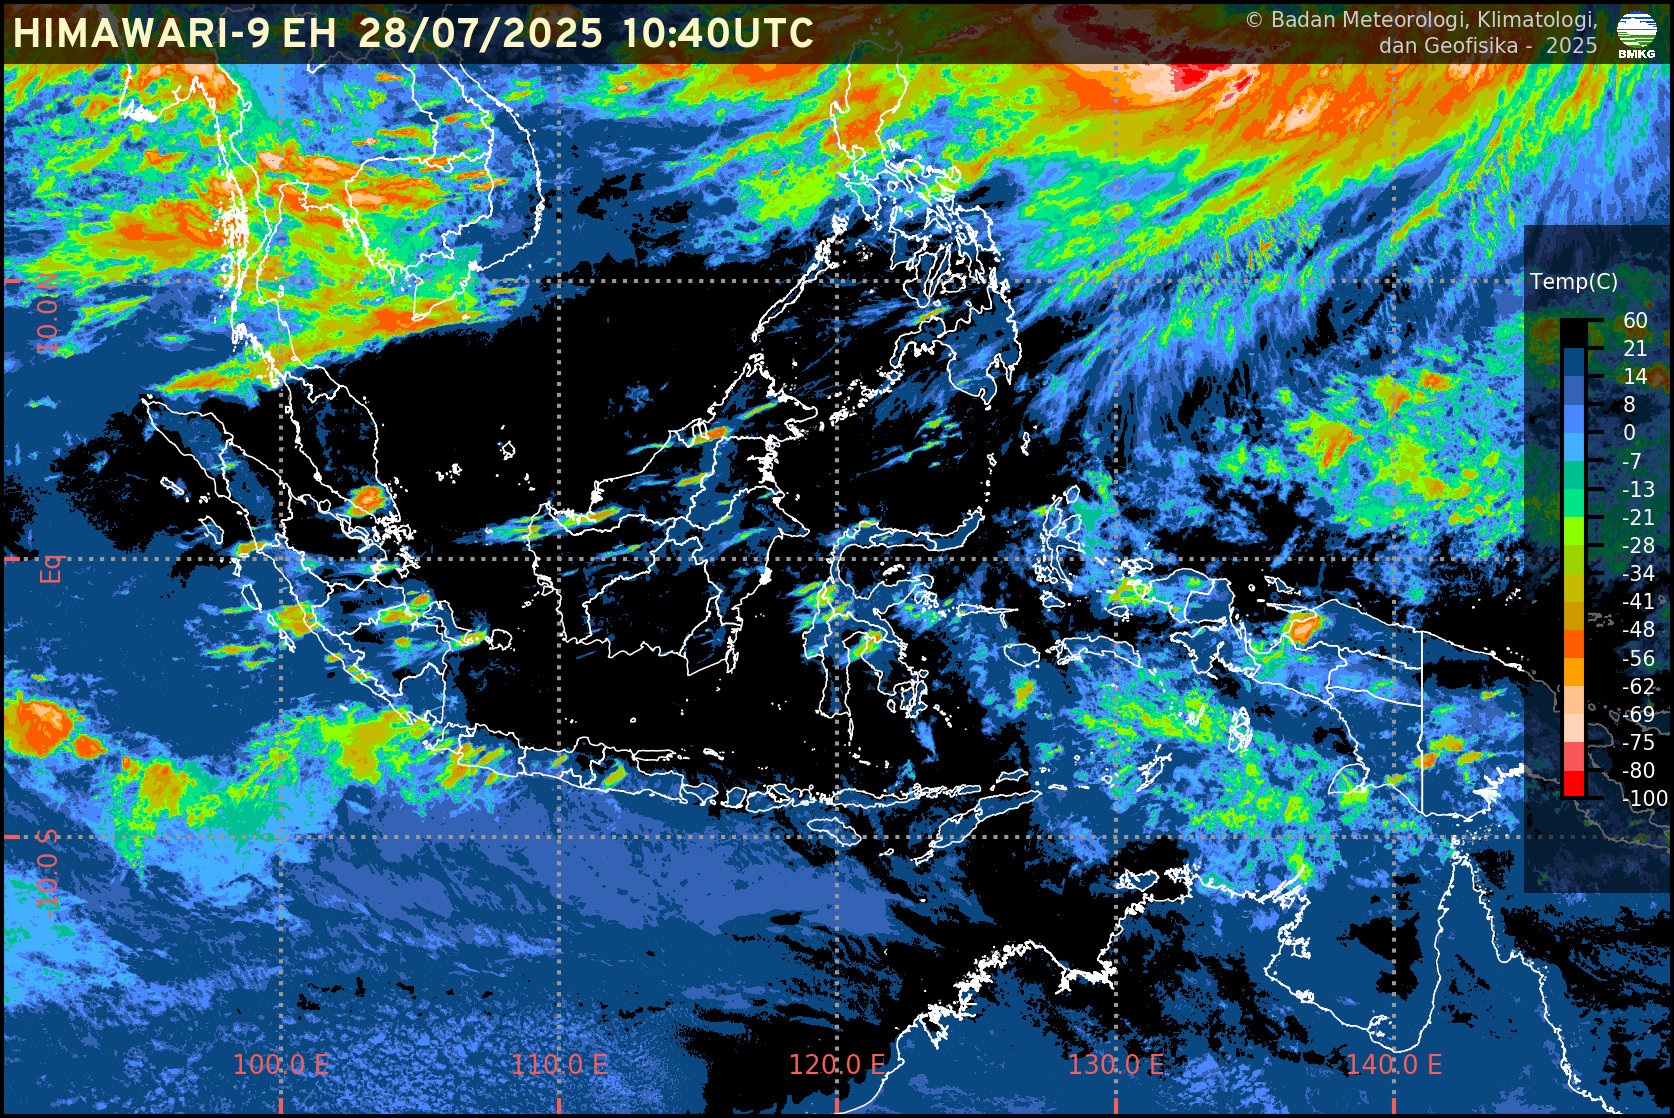 HIMAWARI-9 EH 28/07/2025 10:40UTC
© Badan Meteorologi, Klimatologi,
dan Geofisika - 2025
BMKG
Temp(C)
60
21
14
8
0
-7
-13
-21
-28
-34
-41
-48
-56
-62
-69
-75
-80
-100
10.0 N
Eq
-10.0 S
100.0 E
110.0 E
120.0 E
130.0 E
140.0 E